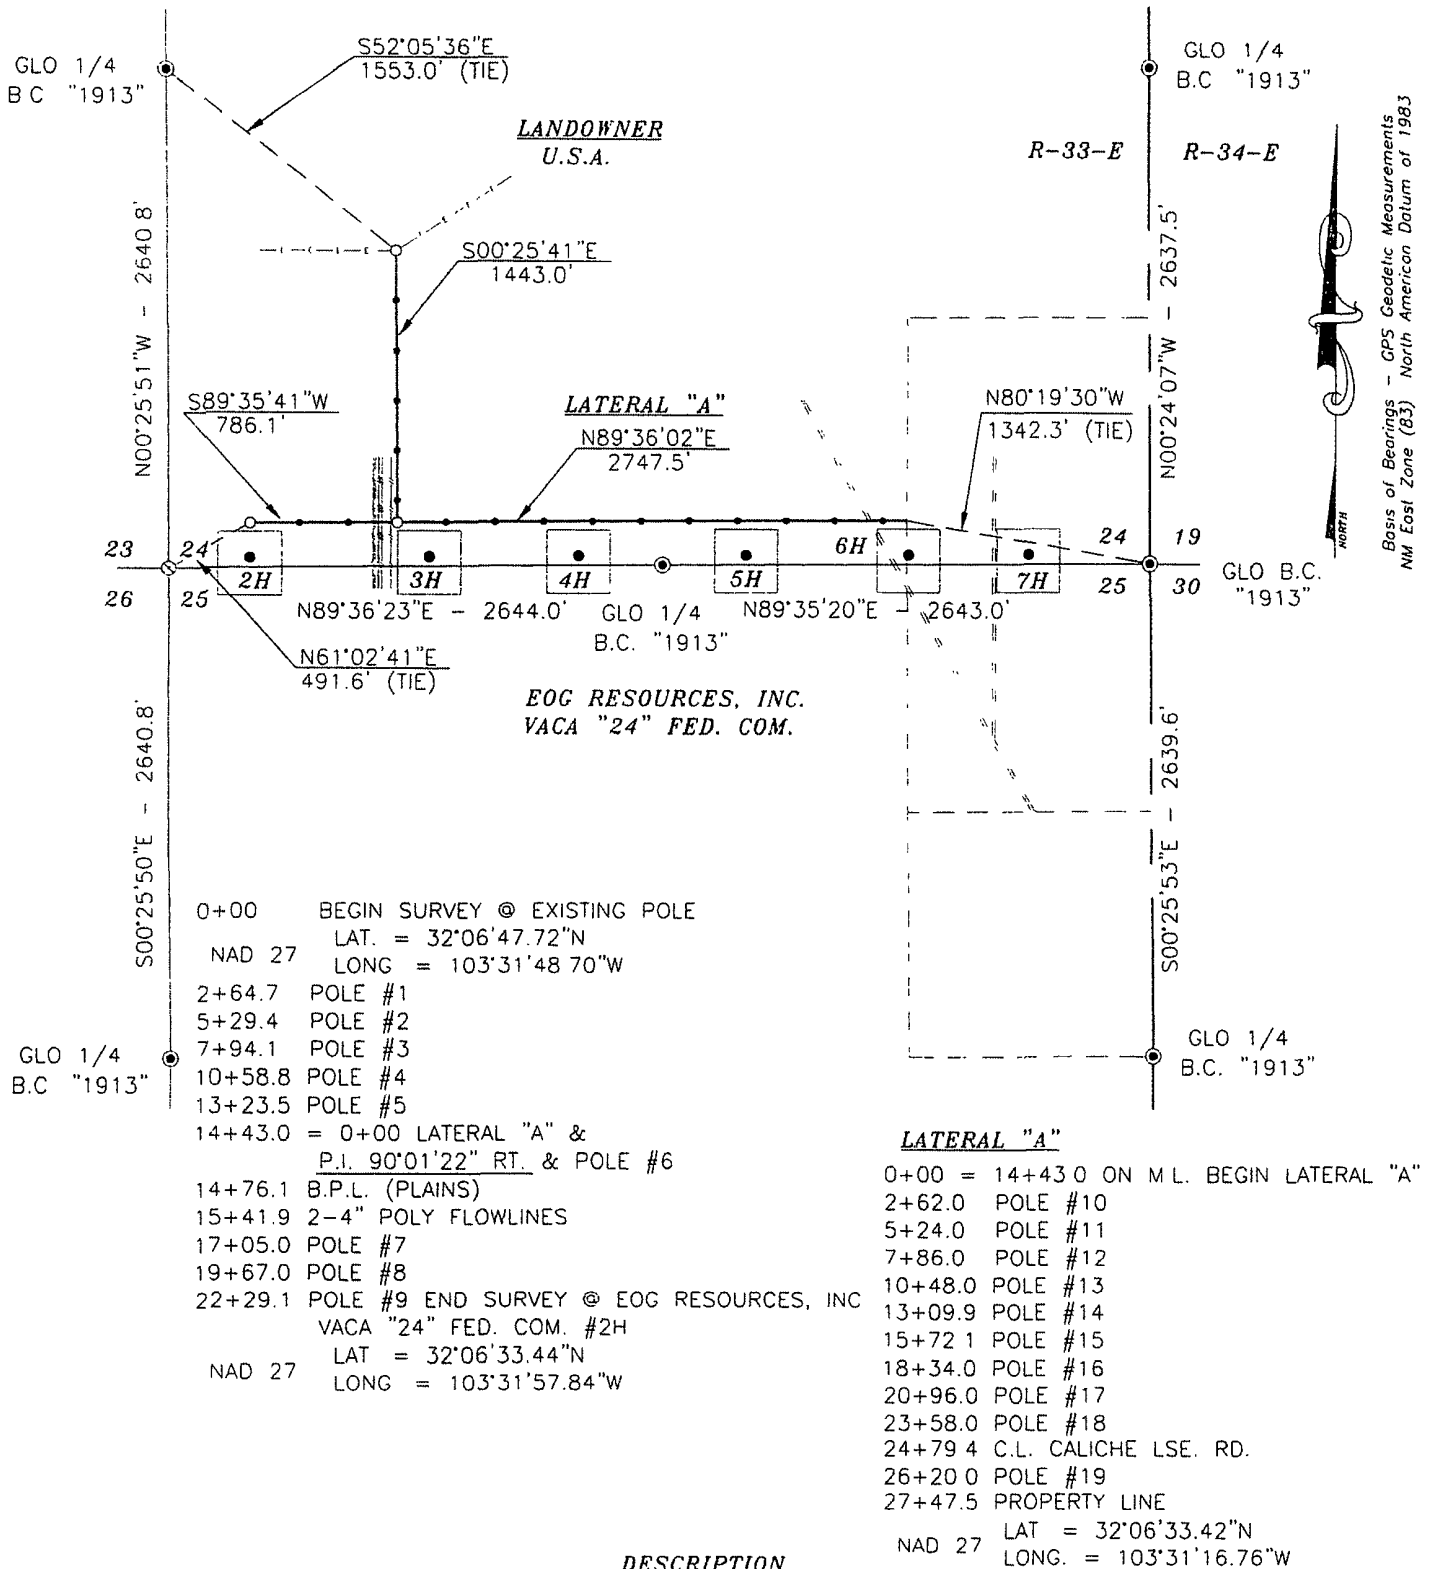 S52°05'36"E
1553.0' (TIE)
GLO 1/4
B C "1913"
GLO 1/4
B.C "1913"
LANDOWNER
U.S.A.
R-33-E
R-34-E
Basis of Bearings - GPS Geodetic Measurements
NM East Zone (83) North American Datum of 1983
NORTH
N00°25'51"W - 2640 8'
S00°25'41"E
1443.0'
N00°24'07"W - 2637.5'
S89°35'41"W
786.1'
LATERAL "A"
N89°36'02"E
2747.5'
N80°19'30"W
1342.3' (TIE)
23
24
26
25
2H
3H
4H
5H
6H
7H
24
19
25
30
GLO B.C.
"1913"
N89°36'23"E - 2644.0'
GLO 1/4
B.C. "1913"
N89°35'20"E - 2643.0'
N61°02'41"E
491.6' (TIE)
EOG RESOURCES, INC.
VACA "24" FED. COM.
S00°25'50"E - 2640.8'
S00°25'53"E - 2639.6'
GLO 1/4
B.C "1913"
GLO 1/4
B.C. "1913"
0+00 BEGIN SURVEY @ EXISTING POLE
LAT. = 32°06'47.72"N
NAD 27
LONG = 103°31'48 70"W
2+64.7 POLE #1
5+29.4 POLE #2
7+94.1 POLE #3
10+58.8 POLE #4
13+23.5 POLE #5
14+43.0 = 0+00 LATERAL "A" &
P.I. 90°01'22" RT. & POLE #6
14+76.1 B.P.L. (PLAINS)
15+41.9 2-4" POLY FLOWLINES
17+05.0 POLE #7
19+67.0 POLE #8
22+29.1 POLE #9 END SURVEY @ EOG RESOURCES, INC
VACA "24" FED. COM. #2H
LAT = 32°06'33.44"N
NAD 27
LONG = 103°31'57.84"W
LATERAL "A"
0+00 = 14+43 0 ON M L. BEGIN LATERAL "A"
2+62.0 POLE #10
5+24.0 POLE #11
7+86.0 POLE #12
10+48.0 POLE #13
13+09.9 POLE #14
15+72 1 POLE #15
18+34.0 POLE #16
20+96.0 POLE #17
23+58.0 POLE #18
24+79 4 C.L. CALICHE LSE. RD.
26+20 0 POLE #19
27+47.5 PROPERTY LINE
LAT = 32°06'33.42"N
NAD 27
LONG. = 103°31'16.76"W
DESCRIPTION